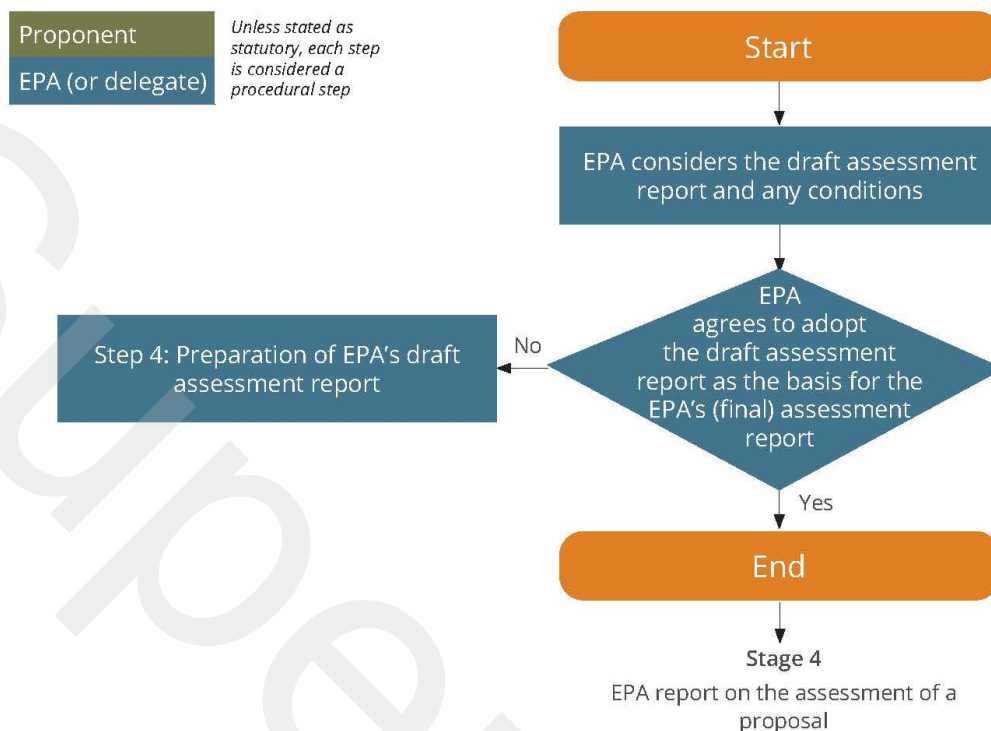 Proponent
EPA (or delegate)
Unless stated as
statutory, each step
is considered a
procedural step
Start
EPA considers the draft assessment
report and any conditions
EPA
agrees to adopt
the draft assessment
report as the basis for the
EPA's (final) assessment
report
No
Step 4: Preparation of EPA's draft
assessment report
Yes
End
Stage 4
EPA report on the assessment of a
proposal